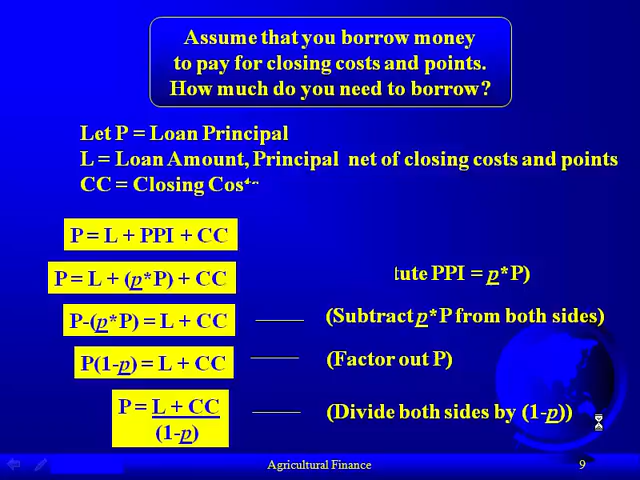 Assume that you borrow money
to pay for closing costs and points.
How much do you need to borrow?
Let P = Loan Principal
L = Loan Amount, Principal net of closing costs and points
CC = Closing
P = L + PPI + CC
P = L + (p*P) + CC
PPI = p*P)
P-(p*P) = L + CC
(Subtract p*P from both sides)
P(1-p) = L + CC
(Factor out P)
P = L + CC
(1-p)
(Divide both sides by (1-p))
Agricultural Finance 9